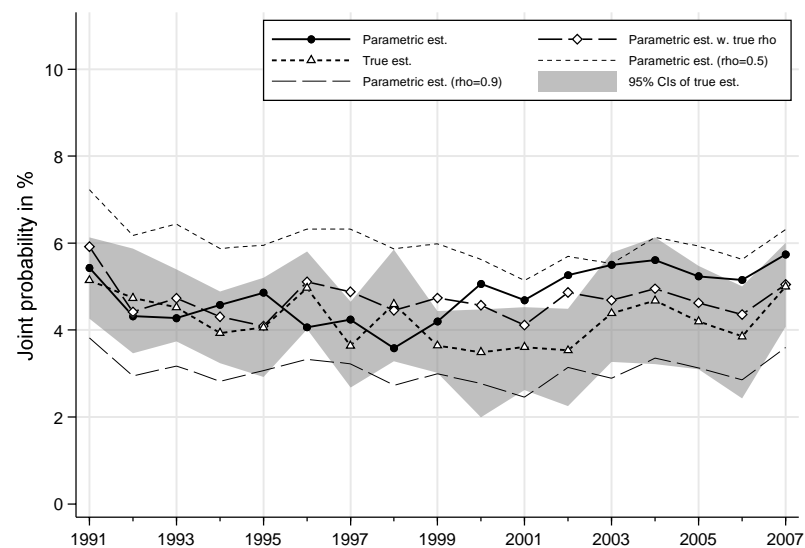 Parametric est.
Parametric est. w. true rho
True est.
Parametric est. (rho=0.5)
Parametric est. (rho=0.9)
95% CIs of true est.
Joint probability in %
10
8
6
4
2
0
1991 1993 1995 1997 1999 2001 2003 2005 2007